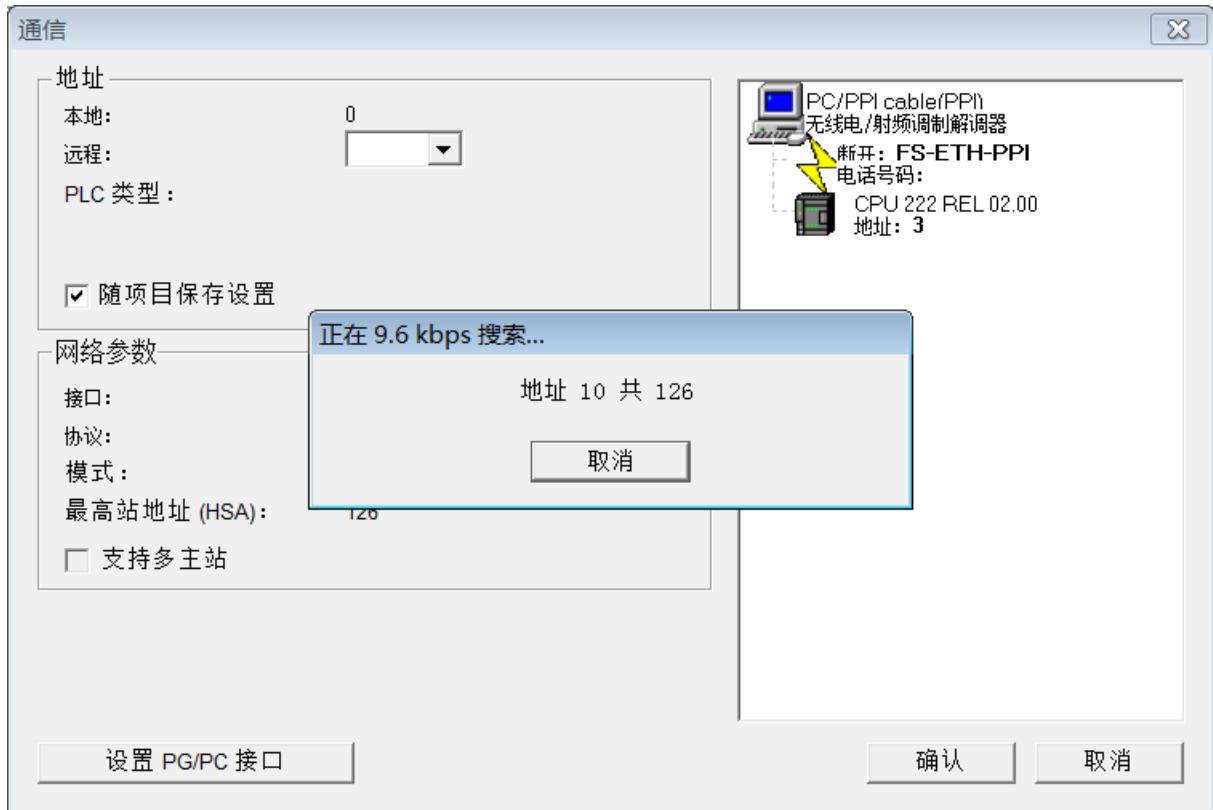 通信
地址
本地: 0
远程:
PLC 类型:
随项目保存设置
网络参数
接口:
协议:
模式:
最高站地址 (HSA): 126
支持多主站
设置 PG/PC 接口
正在 9.6 kbps 搜索...
地址 10 共 126
取消
PC/PPI cable(PPI)
无线电/射频调制解调器
断开: FS-ETH-PPI
电话号码:
CPU 222 REL 02.00
地址: 3
确认
取消